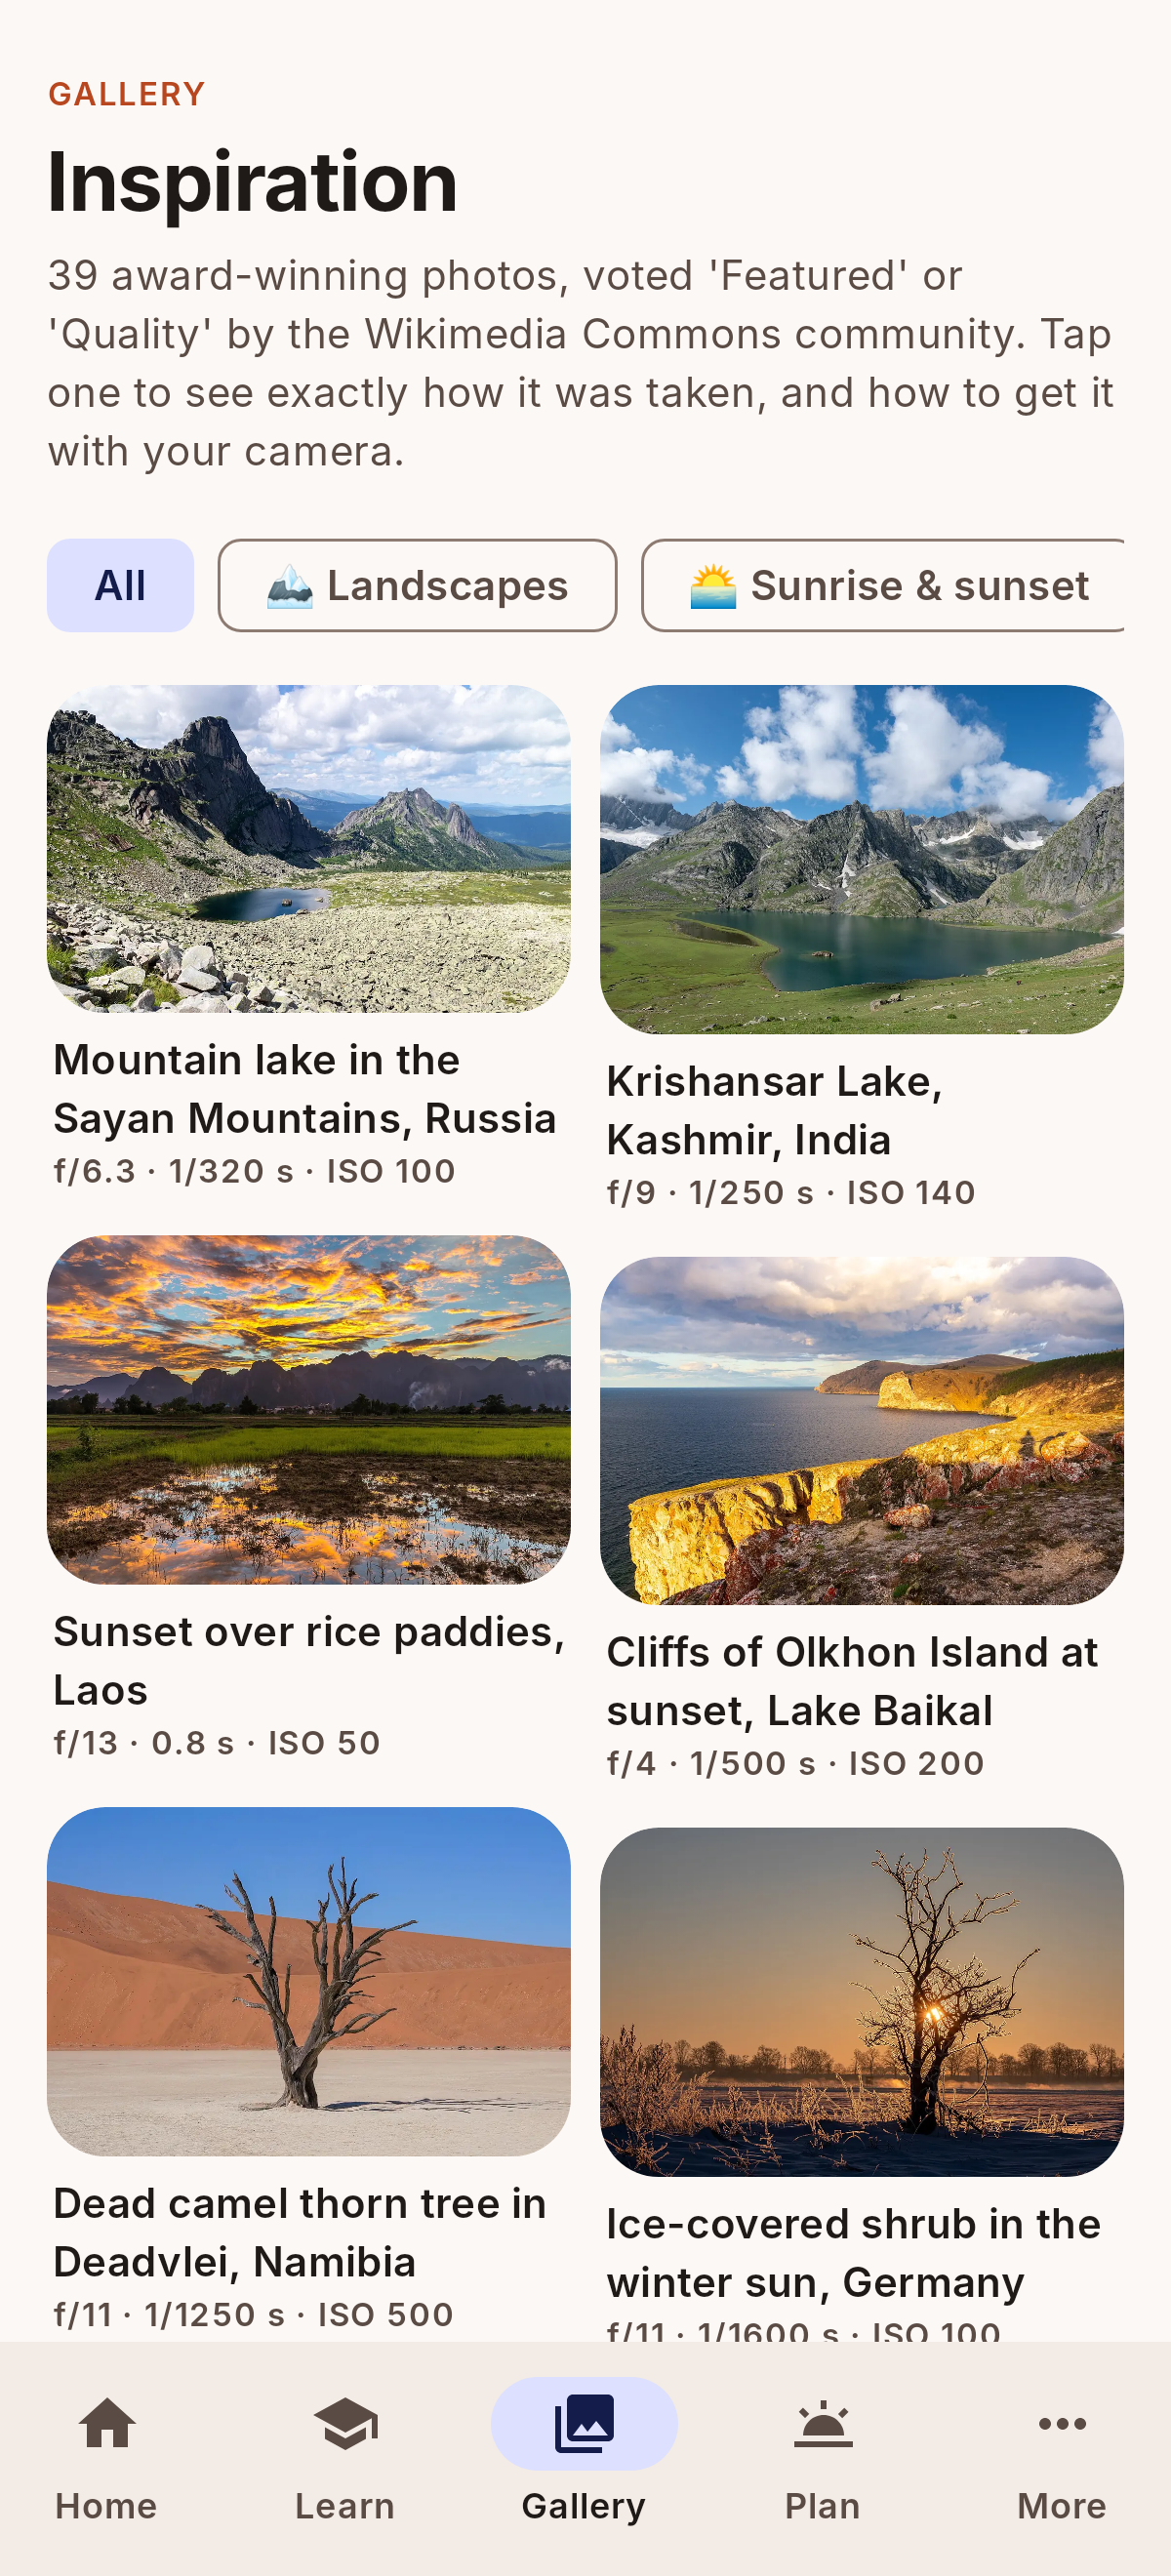 GALLERY
Inspiration
39 award-winning photos, voted 'Featured' or
'Quality' by the Wikimedia Commons community. Tap
one to see exactly how it was taken, and how to get it
with your camera.
All
Landscapes
Sunrise & sunset
Mountain lake in the
Sayan Mountains, Russia
f/6.3 · 1/320 s · ISO 100
Krishansar Lake,
Kashmir, India
f/9 · 1/250 s · ISO 140
Sunset over rice paddies,
Laos
f/13 · 0.8 s · ISO 50
Cliffs of Olkhon Island at
sunset, Lake Baikal
f/4 · 1/500 s · ISO 200
Dead camel thorn tree in
Deadvlei, Namibia
f/11 · 1/1250 s · ISO 500
Ice-covered shrub in the
winter sun, Germany
f/11 · 1/1600 s · ISO 100
Home
Learn
Gallery
Plan
More